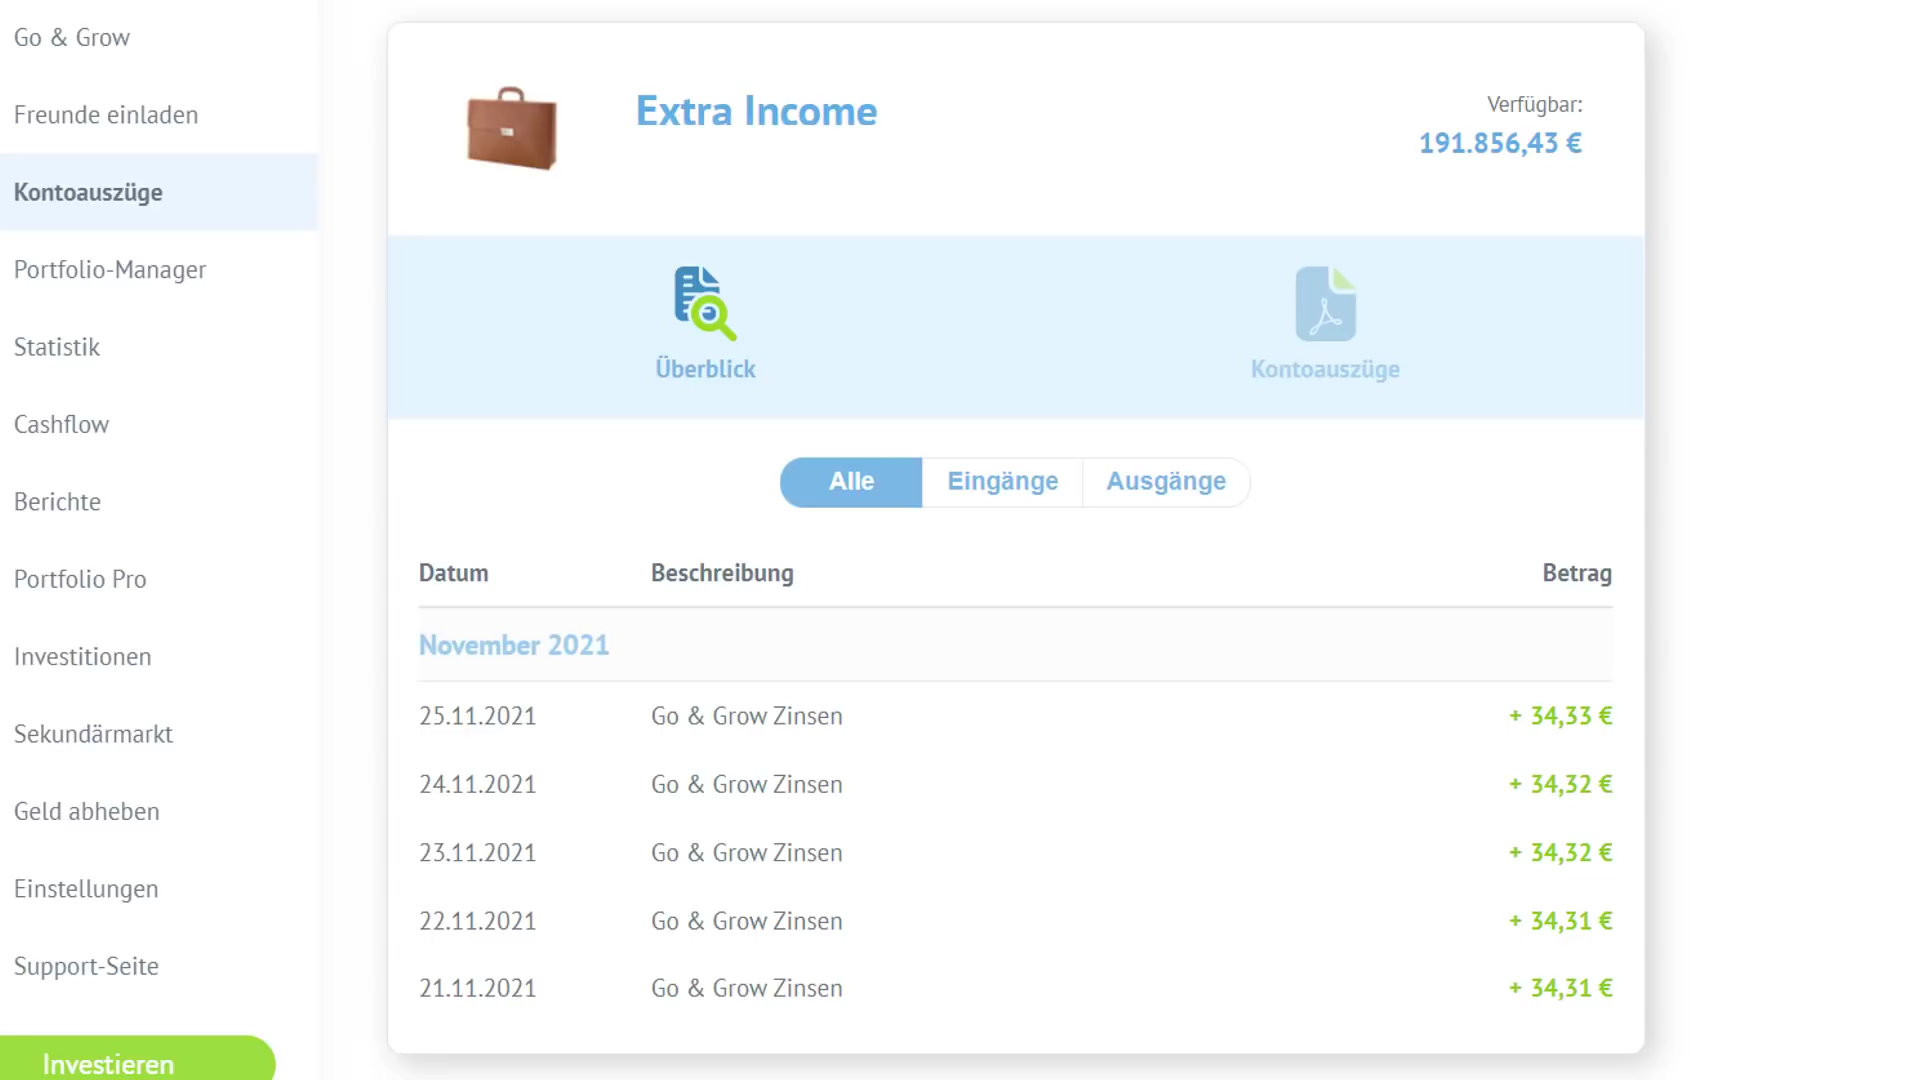 Go & Grow
Freunde einladen
Kontoauszüge
Portfolio-Manager
Statistik
Cashflow
Berichte
Portfolio Pro
Investitionen
Sekundärmarkt
Geld abheben
Einstellungen
Support-Seite
Investieren
Extra Income
Verfügbar:
191.856,43 €
Überblick
Kontoauszüge
Alle Eingänge Ausgänge
Datum Beschreibung Betrag
November 2021
25.11.2021 Go & Grow Zinsen + 34,33 €
24.11.2021 Go & Grow Zinsen + 34,32 €
23.11.2021 Go & Grow Zinsen + 34,32 €
22.11.2021 Go & Grow Zinsen + 34,31 €
21.11.2021 Go & Grow Zinsen + 34,31 €